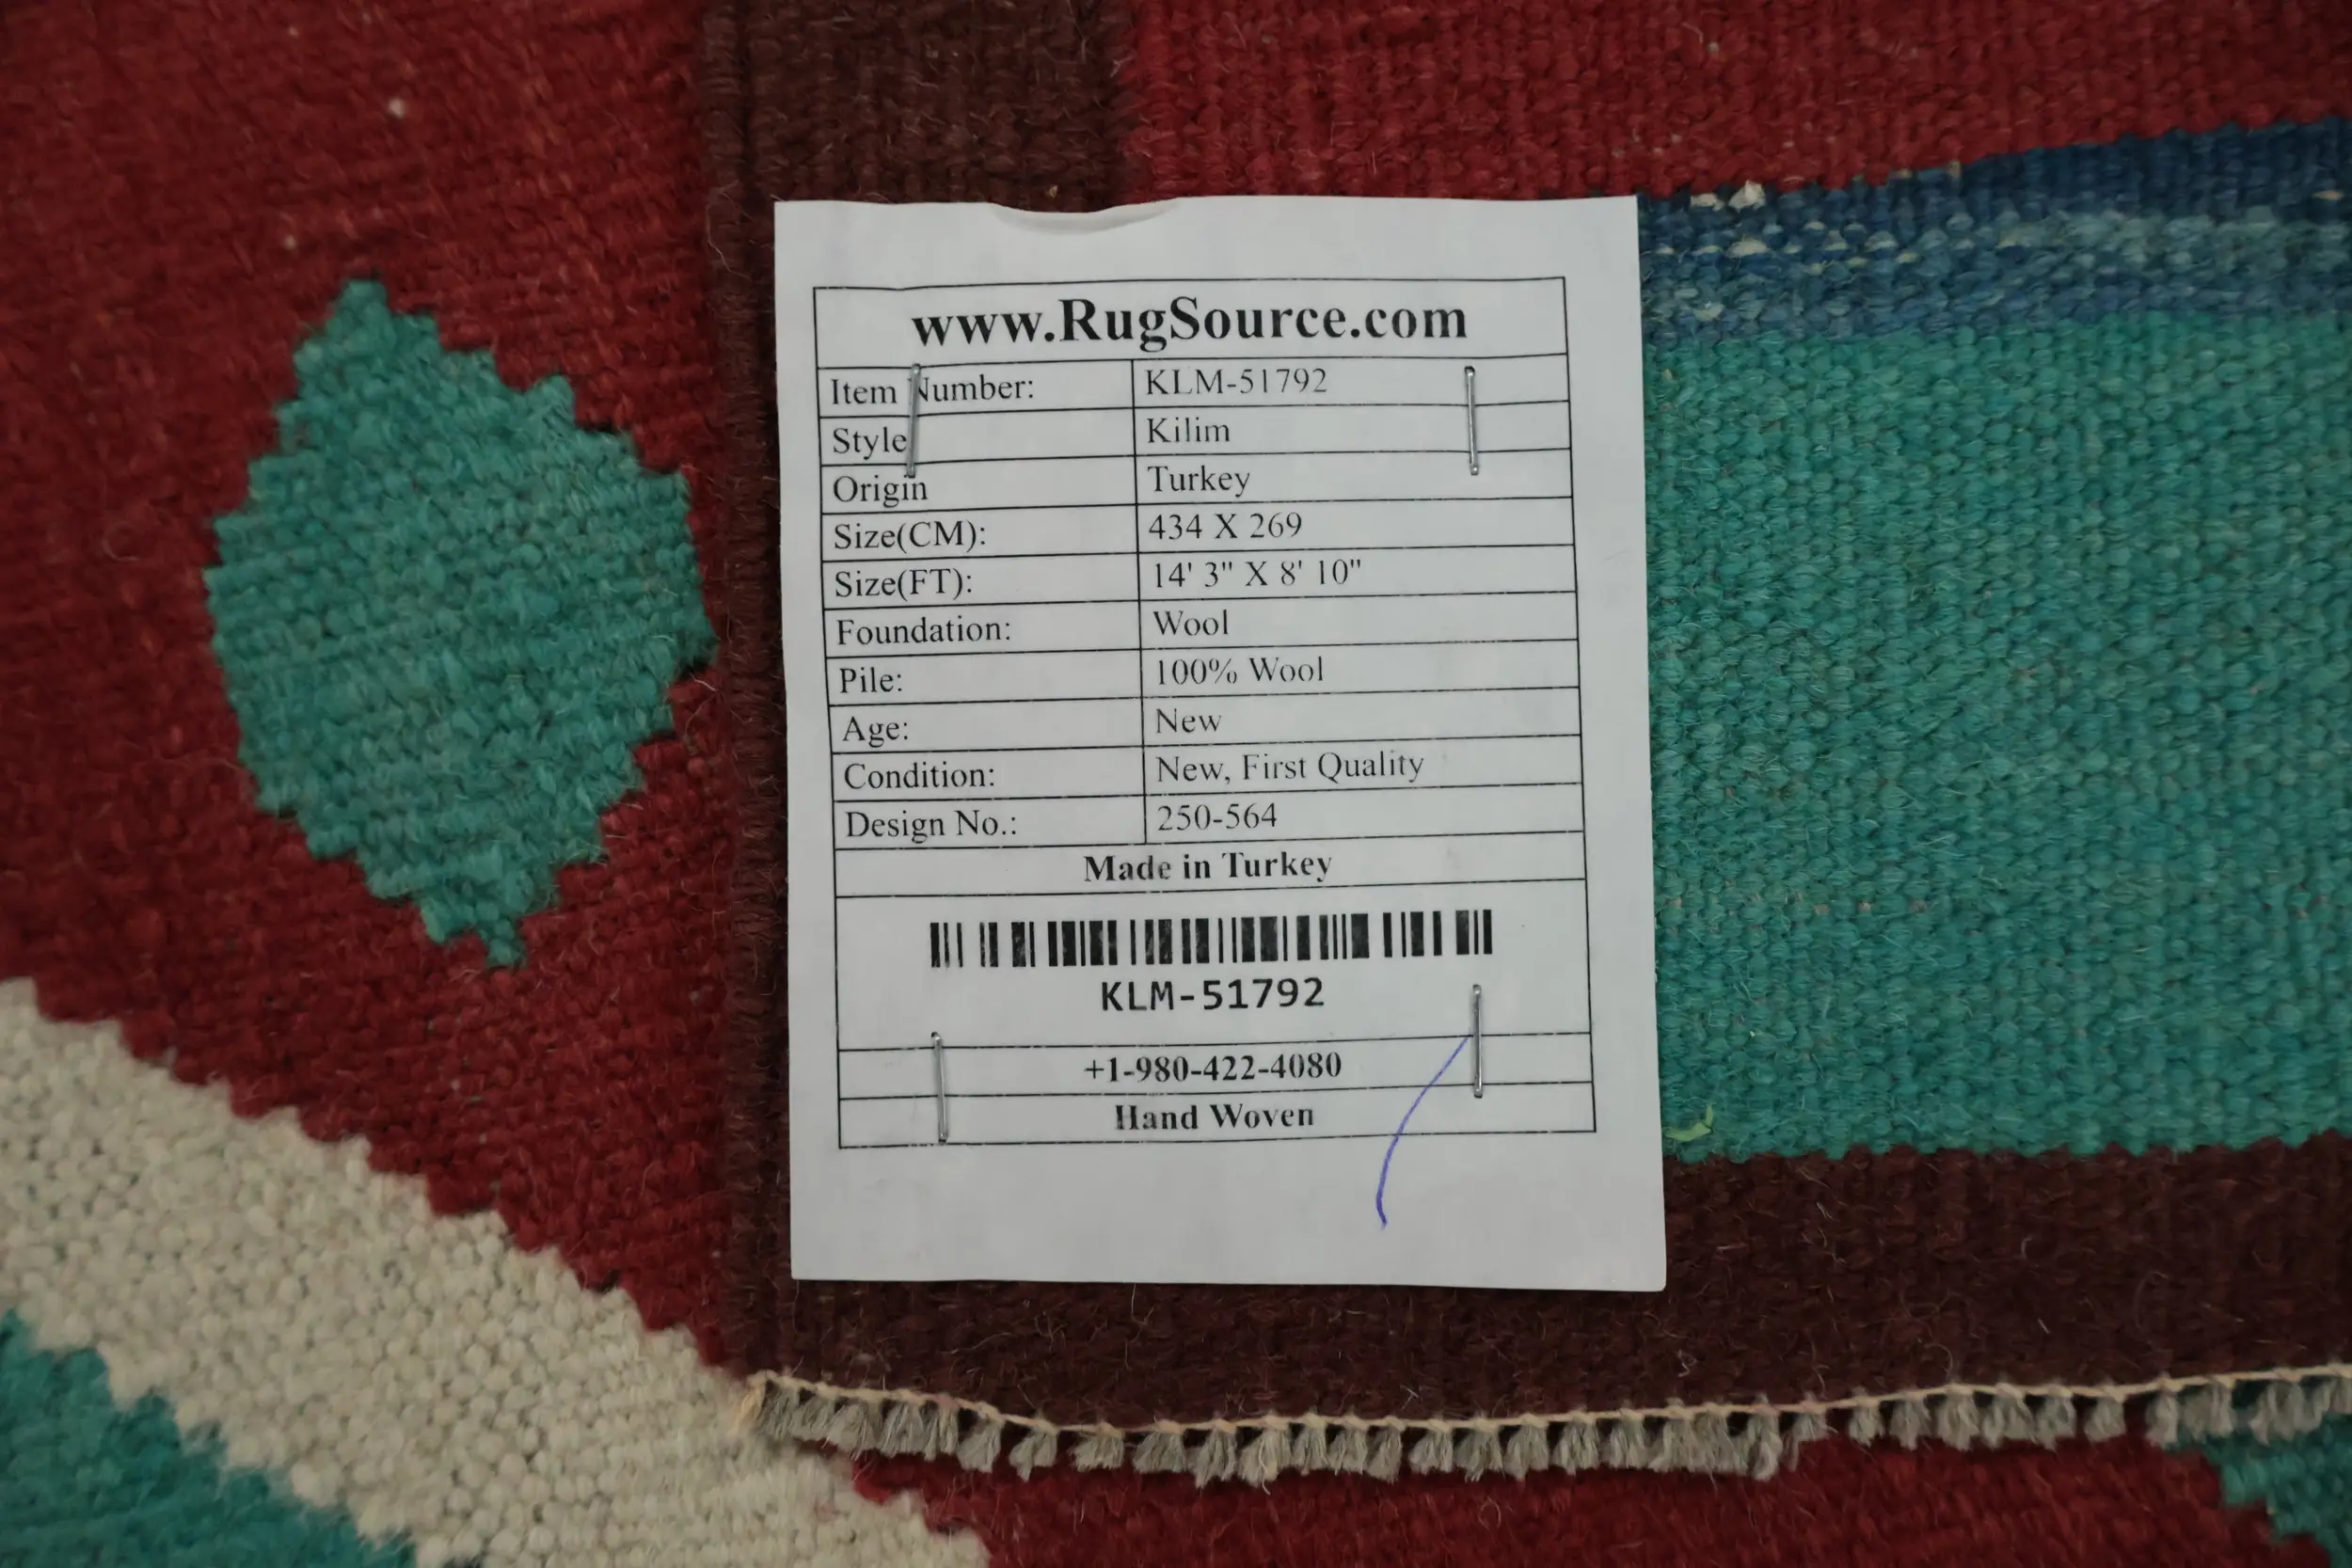 www.RugSource.com
Item Number: KLM-51792
Style Kilim
Origin Turkey
Size(CM): 434 X 269
Size(FT): 14' 3" X 8' 10"
Foundation: Wool
Pile: 100% Wool
Age: New
Condition: New, First Quality
Design No.: 250-564
Made in Turkey
KLM-51792
+1-980-422-4080
Hand Woven